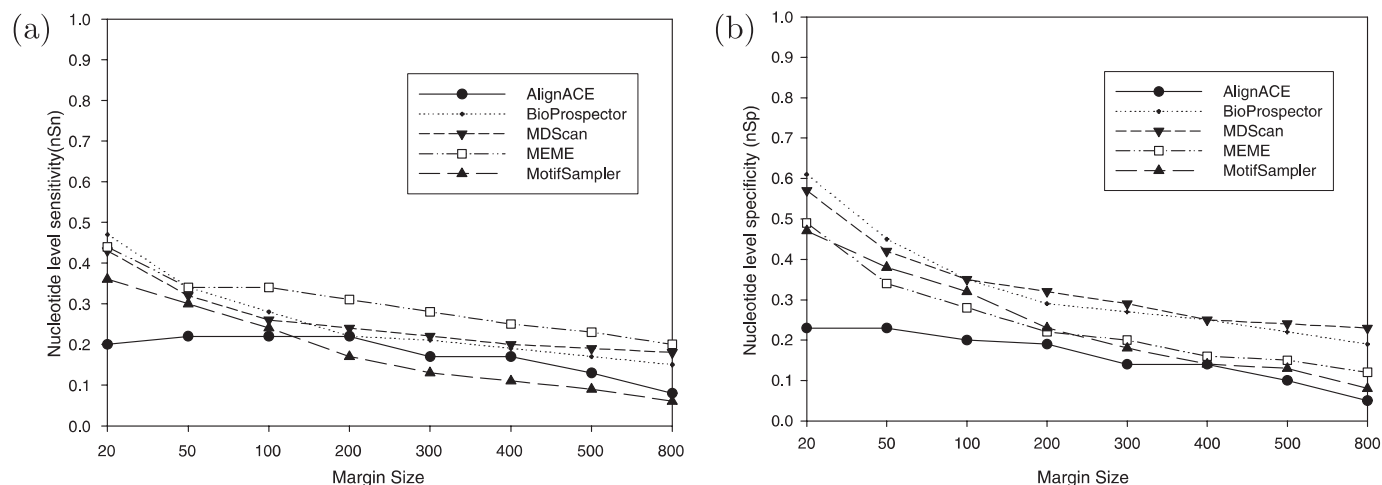 (a)
Nucleotide level sensitivity(nSn)
1.0
0.9
0.8
0.7
0.6
0.5
0.4
0.3
0.2
0.1
0.0
AlignACE
BioProspector
MDScan
MEME
MotifSampler
20 50 100 200 300 400 500 800
Margin Size
(b)
Nucleotide level specificity (nSp)
1.0
0.9
0.8
0.7
0.6
0.5
0.4
0.3
0.2
0.1
0.0
AlignACE
BioProspector
MDScan
MEME
MotifSampler
20 50 100 200 300 400 500 800
Margin Size